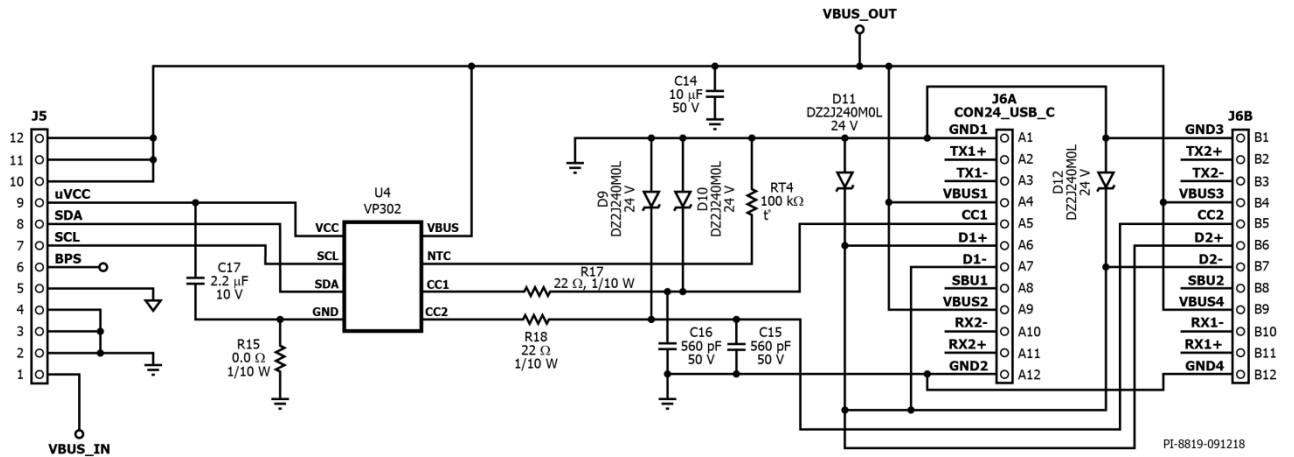 VBUS_OUT
C14
10 μF
50 V
D11
DZ2J240M0L
24 V
J6A
CON24_USB_C
J5
12
11
10
9
8
7
6
5
4
3
2
1
uVCC
SDA
SCL
BPS
VBUS_IN
C17
2.2 μF
10 V
R15
0.0 Ω
1/10 W
U4
VP302
VCC
SCL
SDA
GND
VBUS
NTC
CC1
CC2
R17
22 Ω, 1/10 W
R18
22 Ω
1/10 W
D9
DZ2J240M0L
24 V
D10
DZ2J240M0L
24 V
RT4
100 kΩ
t°
C16
560 pF
50 V
C15
560 pF
50 V
GND1 A1
TX1+ A2
TX1- A3
VBUS1 A4
CC1 A5
D1+ A6
D1- A7
SBU1 A8
VBUS2 A9
RX2- A10
RX2+ A11
GND2 A12
D12
DZ2J240M0L
24 V
J6B
GND3 B1
TX2+ B2
TX2- B3
VBUS3 B4
CC2 B5
D2+ B6
D2- B7
SBU2 B8
VBUS4 B9
RX1- B10
RX1+ B11
GND4 B12
PI-8819-091218